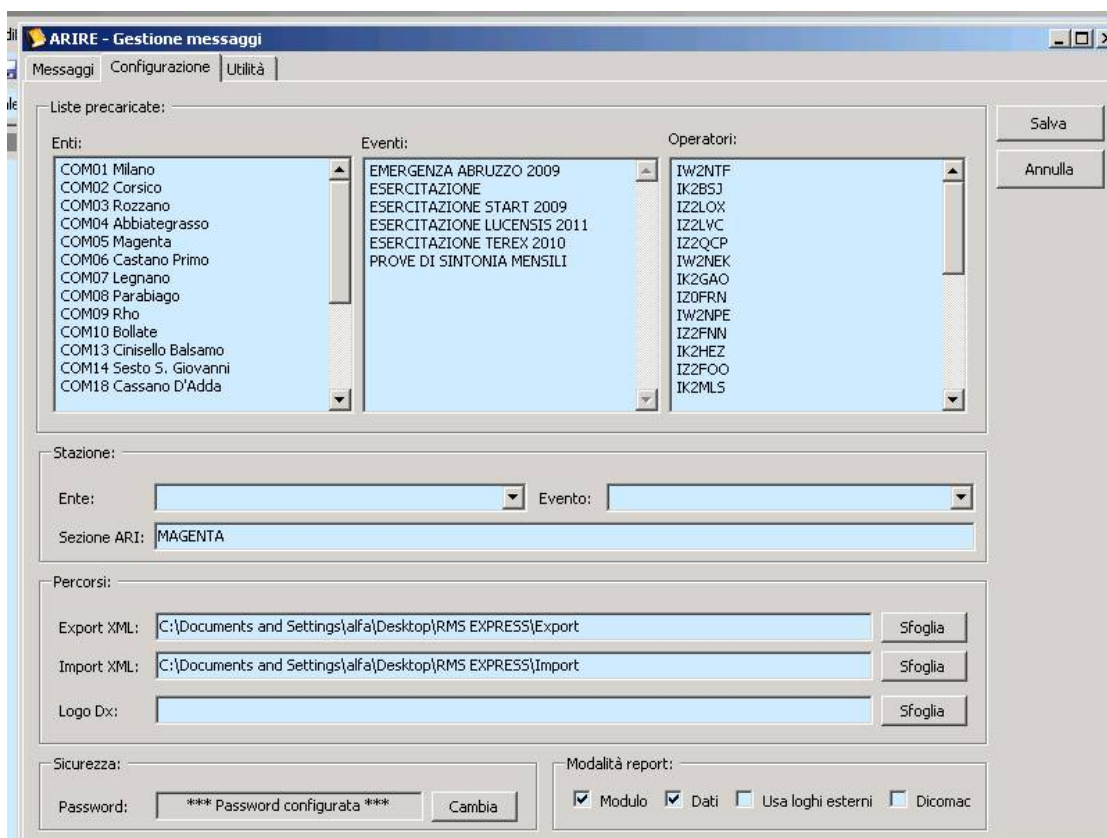 ARIRE - Gestione messaggi
Messaggi Configurazione Utilità
Liste precaricate:
Enti:
COM01 Milano
COM02 Corsico
COM03 Rozzano
COM04 Abbiategrasso
COM05 Magenta
COM06 Castano Primo
COM07 Legnano
COM08 Parabiago
COM09 Rho
COM10 Bollate
COM13 Cinisello Balsamo
COM14 Sesto S. Giovanni
COM18 Cassano D'Adda
Eventi:
EMERGENZA ABRUZZO 2009
ESERCITAZIONE
ESERCITAZIONE START 2009
ESERCITAZIONE LUCENSIS 2011
ESERCITAZIONE TEREX 2010
PROVE DI SINTONIA MENSILI
Operatori:
IW2NTF
IK2BSJ
IZ2LOX
IZ2LVC
IZ2QCP
IW2NEK
IK2GAO
IZ0FRN
IW2NPE
IZ2FNN
IK2HEZ
IZ2FOO
IK2MLS
Salva
Annulla
Stazione:
Ente: Evento:
Sezione ARI: MAGENTA
Percorsi:
Export XML: C:\Documents and Settings\alfa\Desktop\RMS EXPRESS\Export Sfoglia
Import XML: C:\Documents and Settings\alfa\Desktop\RMS EXPRESS\Import Sfoglia
Logo Dx: Sfoglia
Sicurezza:
Password: *** Password configurata *** Cambia
Modalità report:
Modulo Dati Usa loghi esterni Dicomac